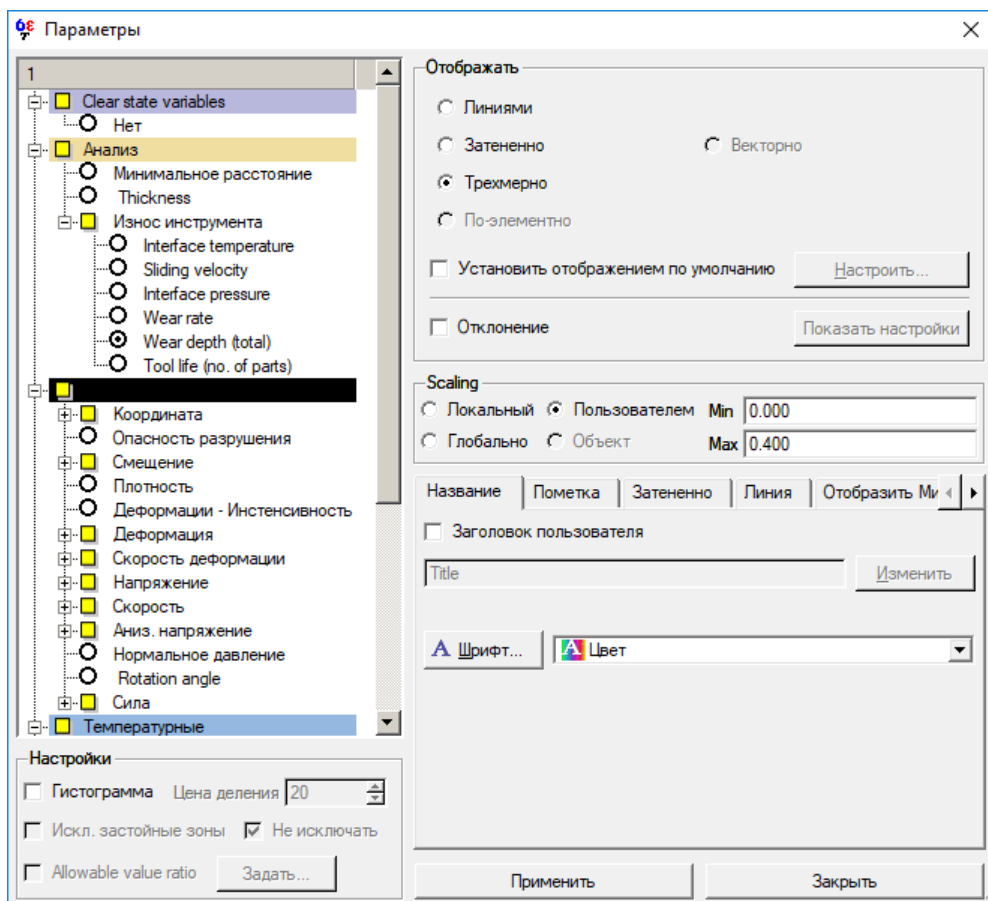 Параметры
1
Clear state variables
Нет
Анализ
Минимальное расстояние
Thickness
Износ инструмента
Interface temperature
Sliding velocity
Interface pressure
Wear rate
Wear depth (total)
Tool life (no. of parts)
Координата
Опасность разрушения
Смещение
Плотность
Деформации - Инстенсивность
Деформация
Скорость деформации
Напряжение
Скорость
Аниз. напряжение
Нормальное давление
Rotation angle
Сила
Температурные
Настройки
Гистограмма Цена деления 20
Искл. застойные зоны Не исключать
Allowable value ratio Задать...
Отображать
Линиями
Затененно Векторно
Трехмерно
По-элементно
Установить отображением по умолчанию Настроить...
Отклонение Показать настройки
Scaling
Локальный Пользователем Min 0.000
Глобально Объект Max 0.400
Название Пометка Затененно Линия Отобразить Ми
Заголовок пользователя
Title Изменить
А Шрифт... А Цвет
Применить Закрыть